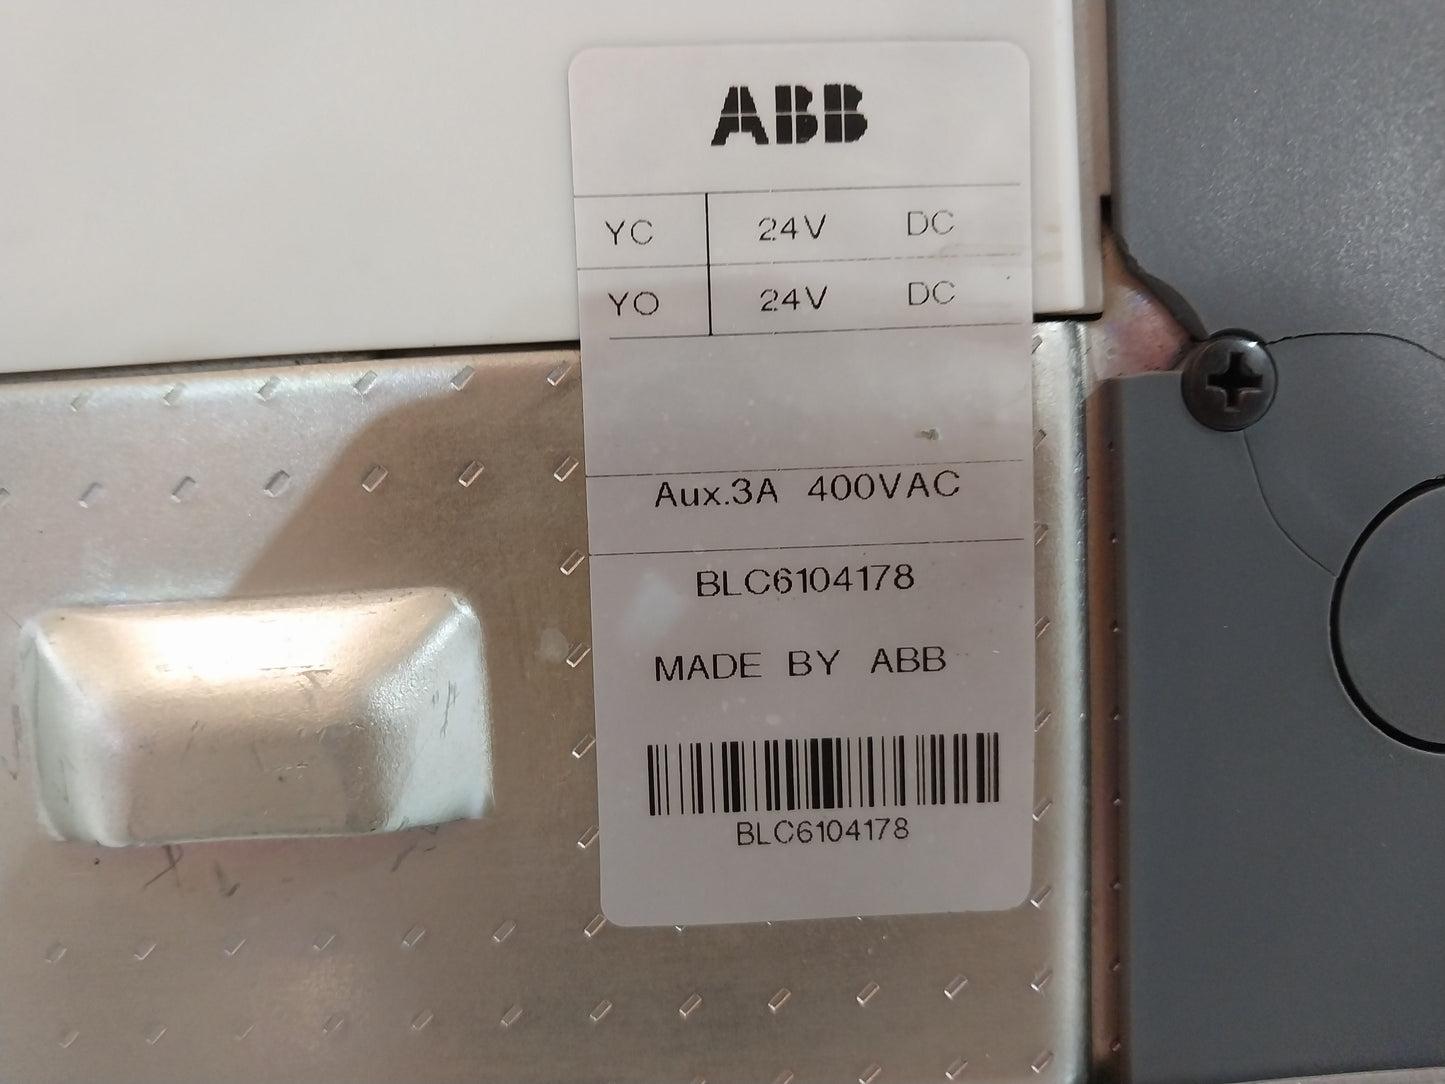 ABB
YC 24V DC
YO 24V DC
Aux.3A 400VAC
BLC6104178
MADE BY ABB
BLC6104178